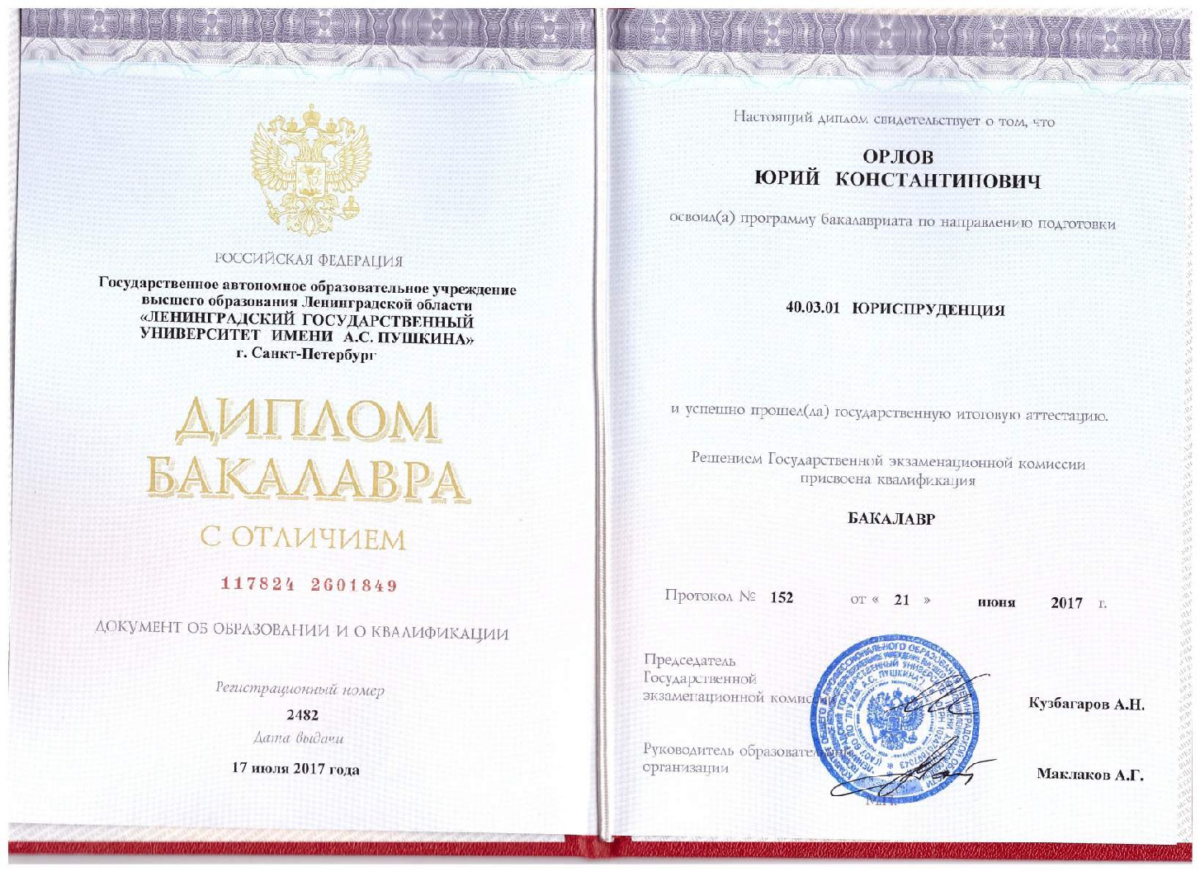 РОССИЙСКАЯ ФЕДЕРАЦИЯ
Государственное автономное образовательное учреждение
высшего образования Ленинградской области
«ЛЕНИНГРАДСКИЙ ГОСУДАРСТВЕННЫЙ
УНИВЕРСИТЕТ ИМЕНИ А.С. ПУШКИНА»
г. Санкт-Петербург
ДИПЛОМ
БАКАЛАВРА
С ОТЛИЧИЕМ
117824 2601849
ДОКУМЕНТ ОБ ОБРАЗОВАНИИ И О КВАЛИФИКАЦИИ
Регистрационный номер
2482
Дата выдачи
17 июля 2017 года
Настоящий диплом свидетельствует о том, что
ОРЛОВ
ЮРИЙ КОНСТАНТИНОВИЧ
освоил(а) программу бакалавриата по направлению подготовки
40.03.01 ЮРИСПРУДЕНЦИЯ
и успешно прошел(ла) государственную итоговую аттестацию.
Решением Государственной экзаменационной комиссии
присвоена квалификация
БАКАЛАВР
Протокол № 152 от « 21 » июня 2017 г.
Председатель
Государственной
экзаменационной комиссии
Кузбагаров А.Н.
Руководитель образовательной
организации
Маклаков А.Г.